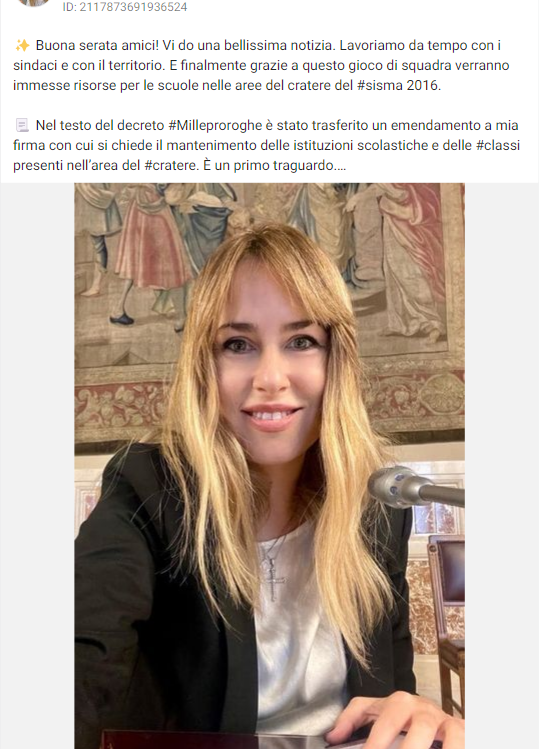 ID: 2117873691936524
✨ Buona serata amici! Vi do una bellissima notizia. Lavoriamo da tempo con i
sindaci e con il territorio. E finalmente grazie a questo gioco di squadra verranno
immesse risorse per le scuole nelle aree del cratere del #sisma 2016.
📃 Nel testo del decreto #Milleproroghe è stato trasferito un emendamento a mia
firma con cui si chiede il mantenimento delle istituzioni scolastiche e delle #classi
presenti nell’area del #cratere. È un primo traguardo.…